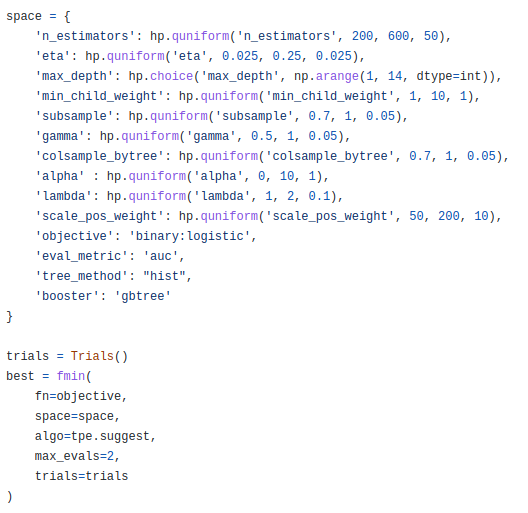 space = {
    'n_estimators': hp.quniform('n_estimators', 200, 600, 50),
    'eta': hp.quniform('eta', 0.025, 0.25, 0.025),
    'max_depth': hp.choice('max_depth', np.arange(1, 14, dtype=int)),
    'min_child_weight': hp.quniform('min_child_weight', 1, 10, 1),
    'subsample': hp.quniform('subsample', 0.7, 1, 0.05),
    'gamma': hp.quniform('gamma', 0.5, 1, 0.05),
    'colsample_bytree': hp.quniform('colsample_bytree', 0.7, 1, 0.05),
    'alpha' : hp.quniform('alpha', 0, 10, 1),
    'lambda': hp.quniform('lambda', 1, 2, 0.1),
    'scale_pos_weight': hp.quniform('scale_pos_weight', 50, 200, 10),
    'objective': 'binary:logistic',
    'eval_metric': 'auc',
    'tree_method': "hist",
    'booster': 'gbtree'
}

trials = Trials()
best = fmin(
    fn=objective,
    space=space,
    algo=tpe.suggest,
    max_evals=2,
    trials=trials
)